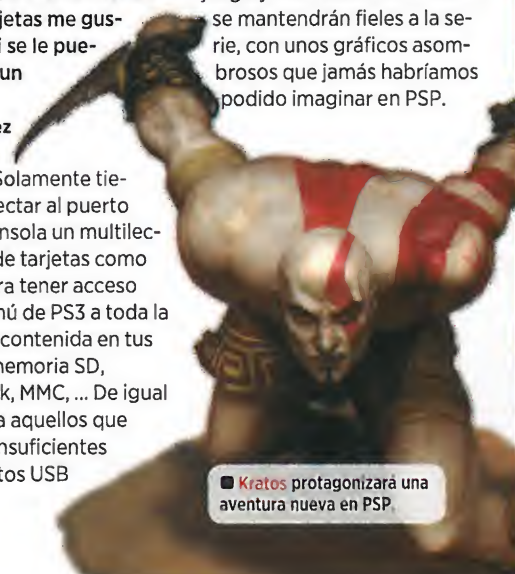 jetas me gus-
i se le pue-
un
ez
Solamente tie-
ectar al puerto
nsola un multilec-
de tarjetas como
ra tener acceso
nú de PS3 a toda la
contenida en tus
memoria SD,
k, MMC, ... De igual
a aquellos que
nsuficientes
tos USB
se mantendrán fieles a la se-
rie, con unos gráficos asom-
brosos que jamás habríamos
podido imaginar en PSP.
Kratos protagonizará una
aventura nueva en PSP.